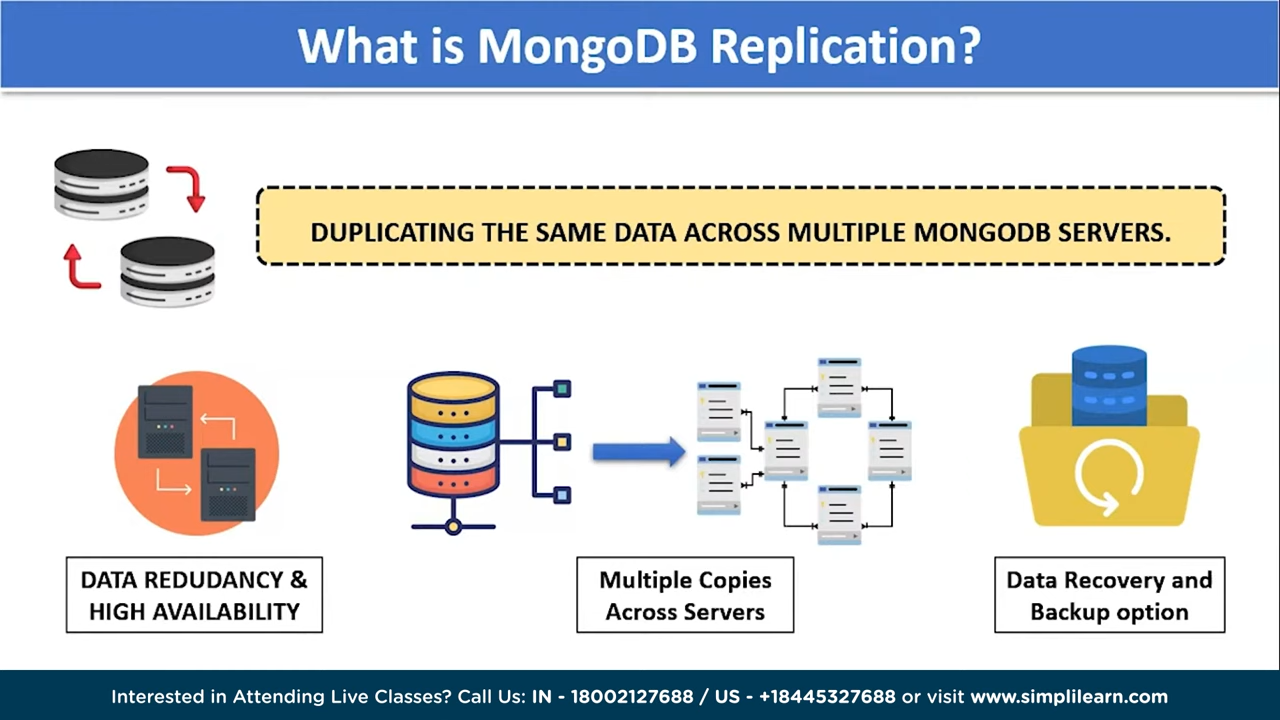 What is MongoDB Replication?
DUPLICATING THE SAME DATA ACROSS MULTIPLE MONGODB SERVERS.
DATA REDUDANCY &
HIGH AVAILABILITY
Multiple Copies
Across Servers
Data Recovery and
Backup option
Interested in Attending Live Classes? Call Us: IN - 18002127688 / US - +18445327688 or visit www.simplilearn.com